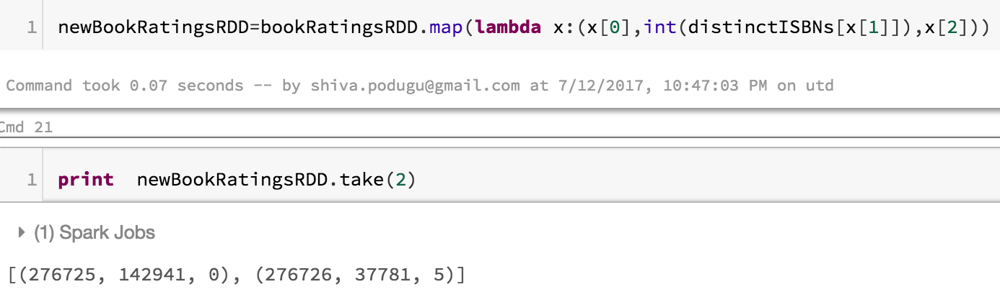 1 newBookRatingsRDD=bookRatingsRDD.map(lambda x:(x[0],int(distinctISBNs[x[1]]),x[2]))
Command took 0.07 seconds -- by shiva.podugu@gmail.com at 7/12/2017, 10:47:03 PM on utd
Cmd 21
1 print  newBookRatingsRDD.take(2)
(1) Spark Jobs
[(276725, 142941, 0), (276726, 37781, 5)]